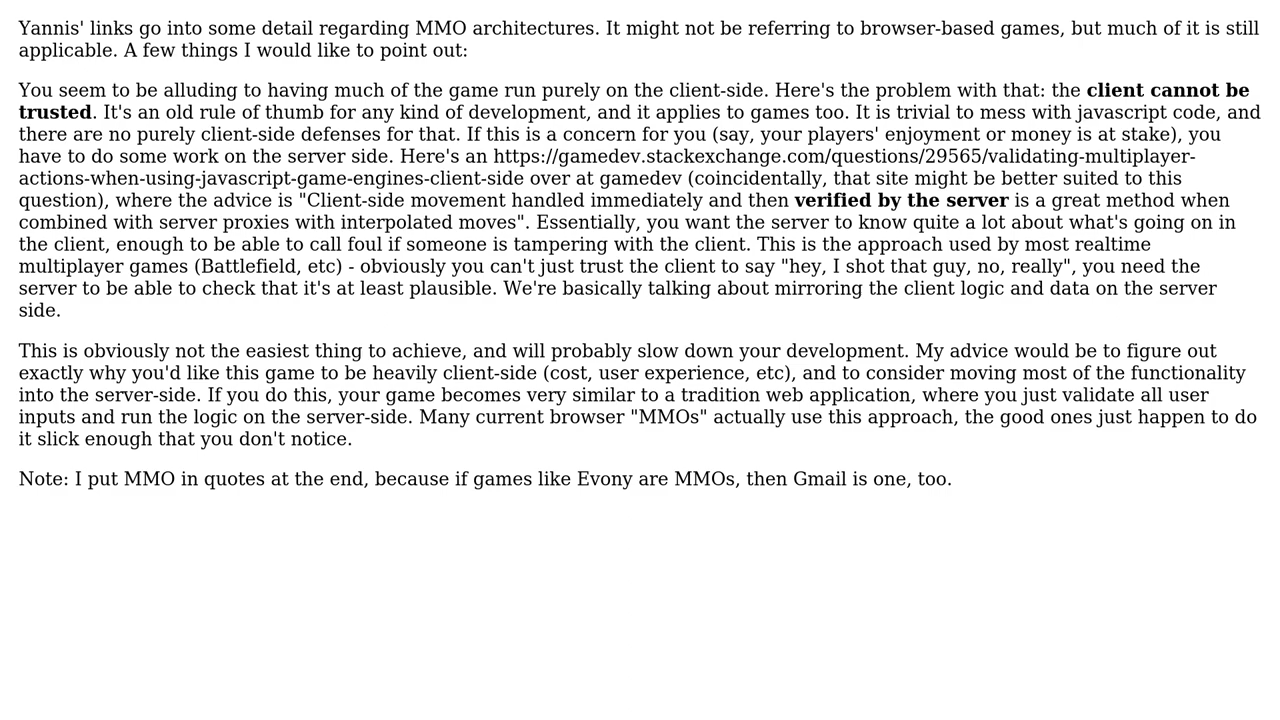 Yannis' links go into some detail regarding MMO architectures. It might not be referring to browser-based games, but much of it is still
applicable. A few things I would like to point out:
You seem to be alluding to having much of the game run purely on the client-side. Here's the problem with that: the client cannot be
trusted. It's an old rule of thumb for any kind of development, and it applies to games too. It is trivial to mess with javascript code, and
there are no purely client-side defenses for that. If this is a concern for you (say, your players' enjoyment or money is at stake), you
have to do some work on the server side. Here's an https://gamedev.stackexchange.com/questions/29565/validating-multiplayer-
actions-when-using-javascript-game-engines-client-side over at gamedev (coincidentally, that site might be better suited to this
question), where the advice is "Client-side movement handled immediately and then verified by the server is a great method when
combined with server proxies with interpolated moves". Essentially, you want the server to know quite a lot about what's going on in
the client, enough to be able to call foul if someone is tampering with the client. This is the approach used by most realtime
multiplayer games (Battlefield, etc) - obviously you can't just trust the client to say "hey, I shot that guy, no, really", you need the
server to be able to check that it's at least plausible. We're basically talking about mirroring the client logic and data on the server
side.
This is obviously not the easiest thing to achieve, and will probably slow down your development. My advice would be to figure out
exactly why you'd like this game to be heavily client-side (cost, user experience, etc), and to consider moving most of the functionality
into the server-side. If you do this, your game becomes very similar to a tradition web application, where you just validate all user
inputs and run the logic on the server-side. Many current browser "MMOs" actually use this approach, the good ones just happen to do
it slick enough that you don't notice.
Note: I put MMO in quotes at the end, because if games like Evony are MMOs, then Gmail is one, too.